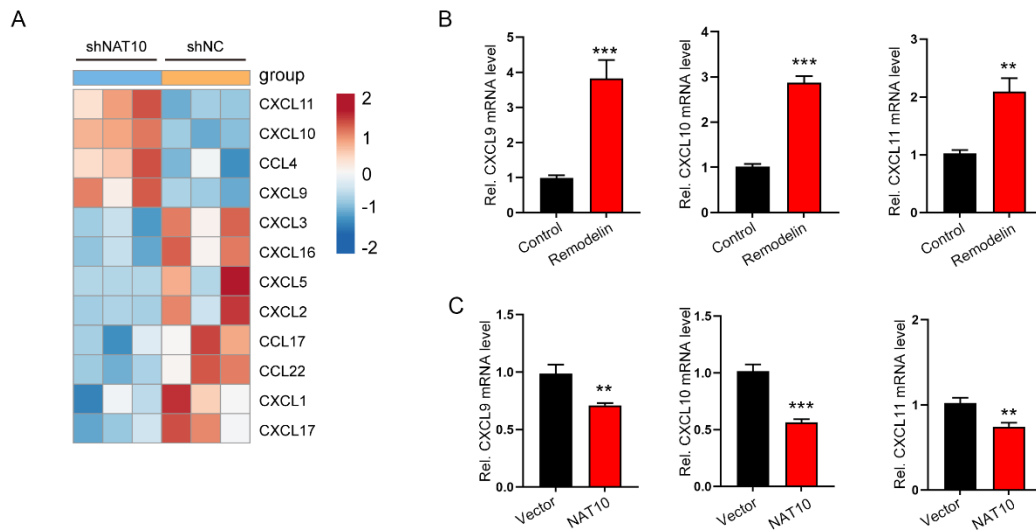 A
shNAT10 shNC
group
CXCL11
CXCL10
CCL4
CXCL9
CXCL3
CXCL16
CXCL5
CXCL2
CCL17
CCL22
CXCL1
CXCL17
2
1
0
-1
-2
B
Rel. CXCL9 mRNA level
5
4
3
2
1
0
***
Control
Remodelin
Rel. CXCL10 mRNA level
4
3
2
1
0
***
Control
Remodelin
Rel. CXCL11 mRNA level
3
2
1
0
**
Control
Remodelin
C
Rel. CXCL9 mRNA level
1.5
1.0
0.5
0.0
**
Vector
NAT10
Rel. CXCL10 mRNA level
1.5
1.0
0.5
0.0
***
Vector
NAT10
Rel. CXCL11 mRNA level
2
1
0
**
Vector
NAT10